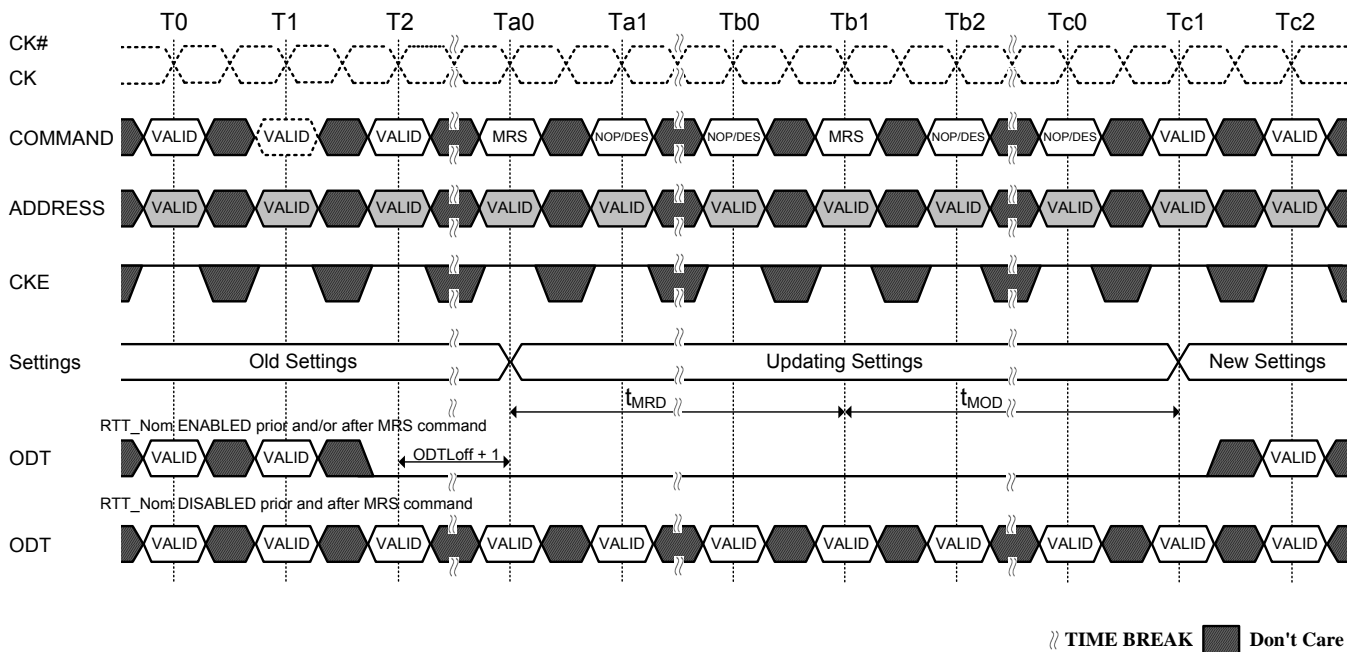 T0 T1 T2 Ta0 Ta1 Tb0 Tb1 Tb2 Tc0 Tc1 Tc2
CK#
CK
COMMAND VALID VALID VALID MRS NOP/DES NOP/DES MRS NOP/DES NOP/DES VALID VALID
ADDRESS VALID VALID VALID VALID VALID VALID VALID VALID VALID VALID VALID
CKE
Settings Old Settings Updating Settings New Settings
tMRD tMOD
RTT_Nom ENABLED prior and/or after MRS command
ODT VALID VALID ODTLoff + 1 VALID
RTT_Nom DISABLED prior and after MRS command
ODT VALID VALID VALID VALID VALID VALID VALID VALID VALID VALID VALID
TIME BREAK Don't Care